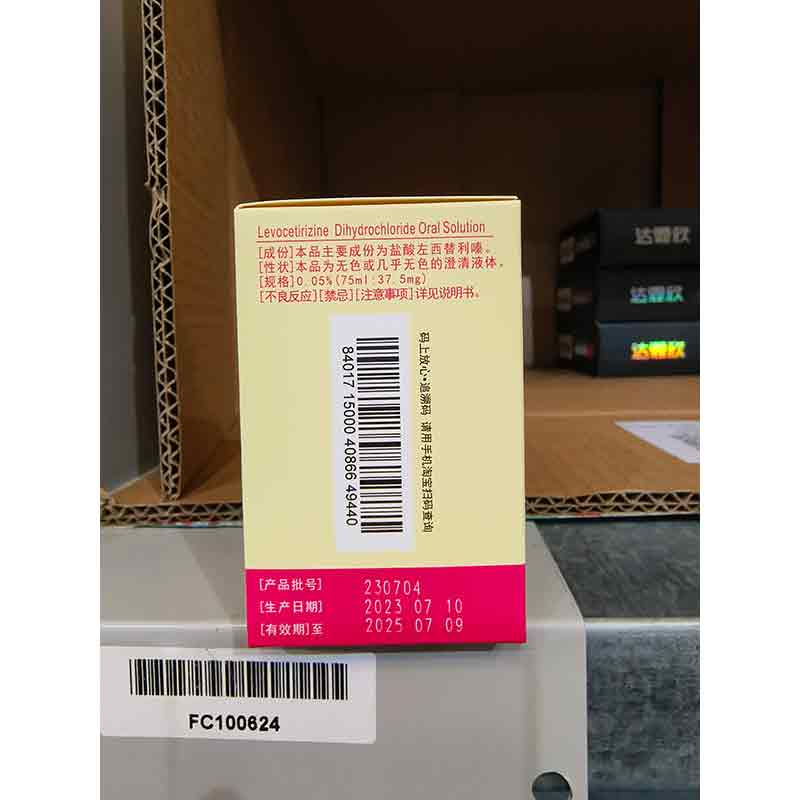 Levocetirizine Dihydrochloride Oral Solution
[成份]本品主要成份为盐酸左西替利嗪。
[性状]本品为无色或几乎无色的澄清液体。
[规格]0.05%(75ml:37.5mg)
[不良反应][禁忌][注意事项]详见说明书。
码上放心·追溯码 请用手机淘宝扫码查询
84017 15000 40866 49440
[产品批号] 230704
[生产日期] 2023 07 10
[有效期]至 2025 07 09
FC100624
达霏欣
达霏欣
达霏欣